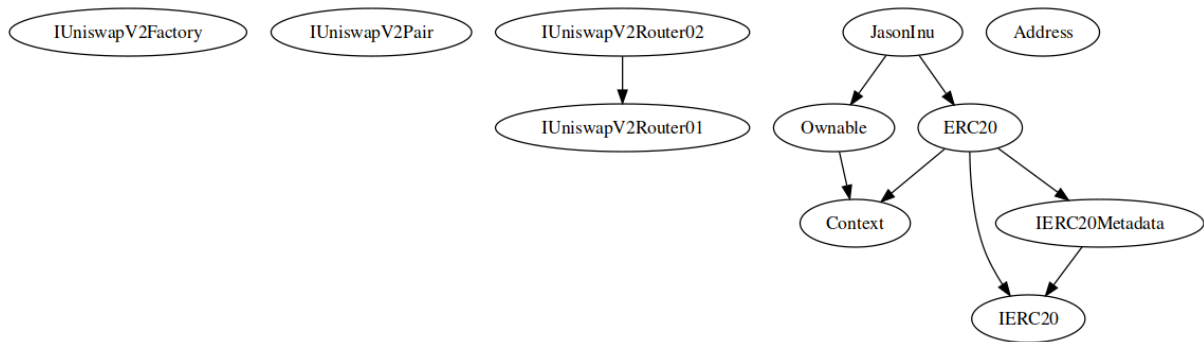 IUniswapV2Factory
IUniswapV2Pair
IUniswapV2Router02
JasonInu
Address
IUniswapV2Router01
Ownable
ERC20
Context
IERC20Metadata
IERC20